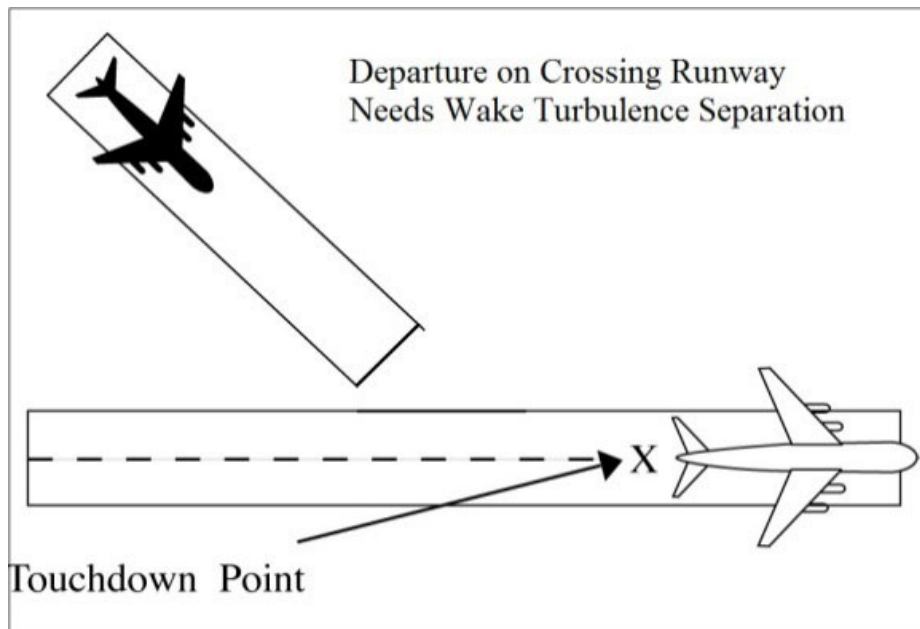 Departure on Crossing Runway
Needs Wake Turbulence Separation
X
Touchdown Point